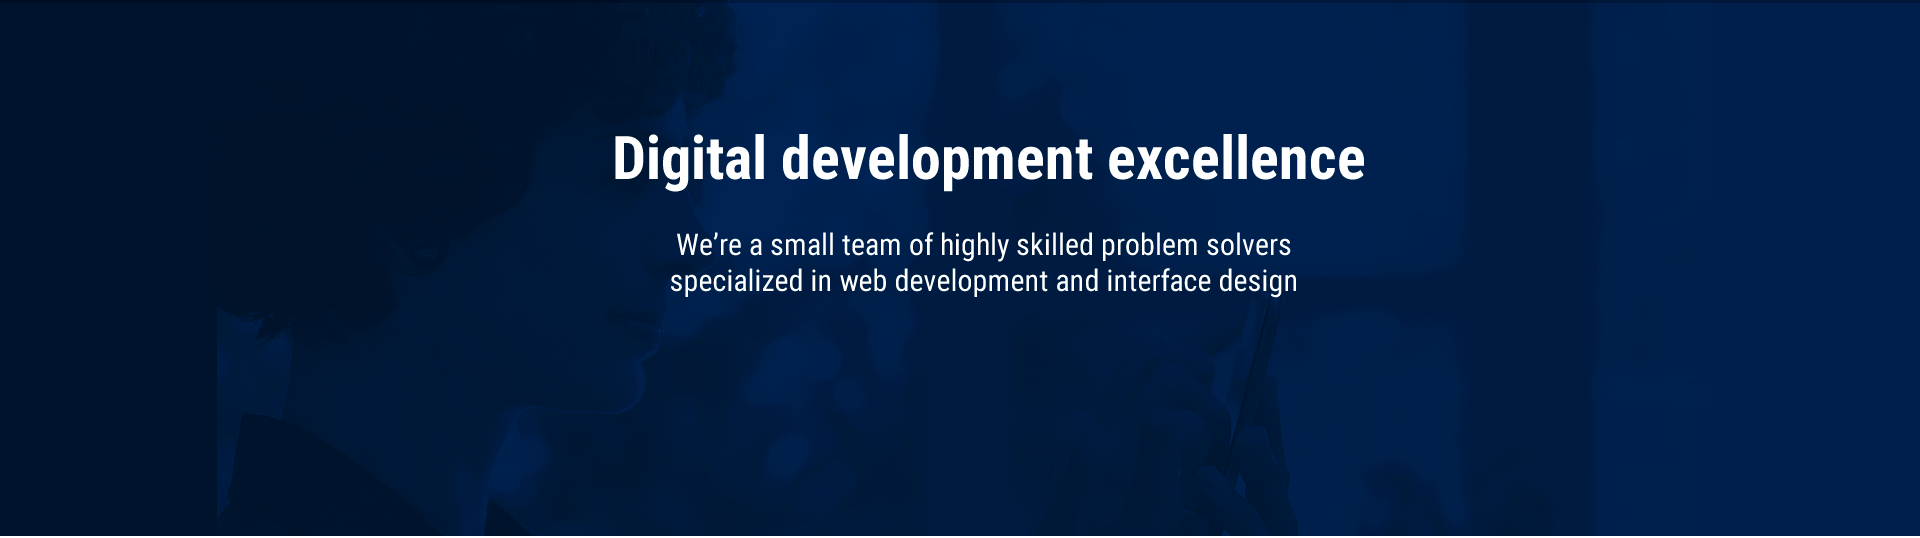 Digital development excellence
We’re a small team of highly skilled problem solvers
specialized in web development and interface design